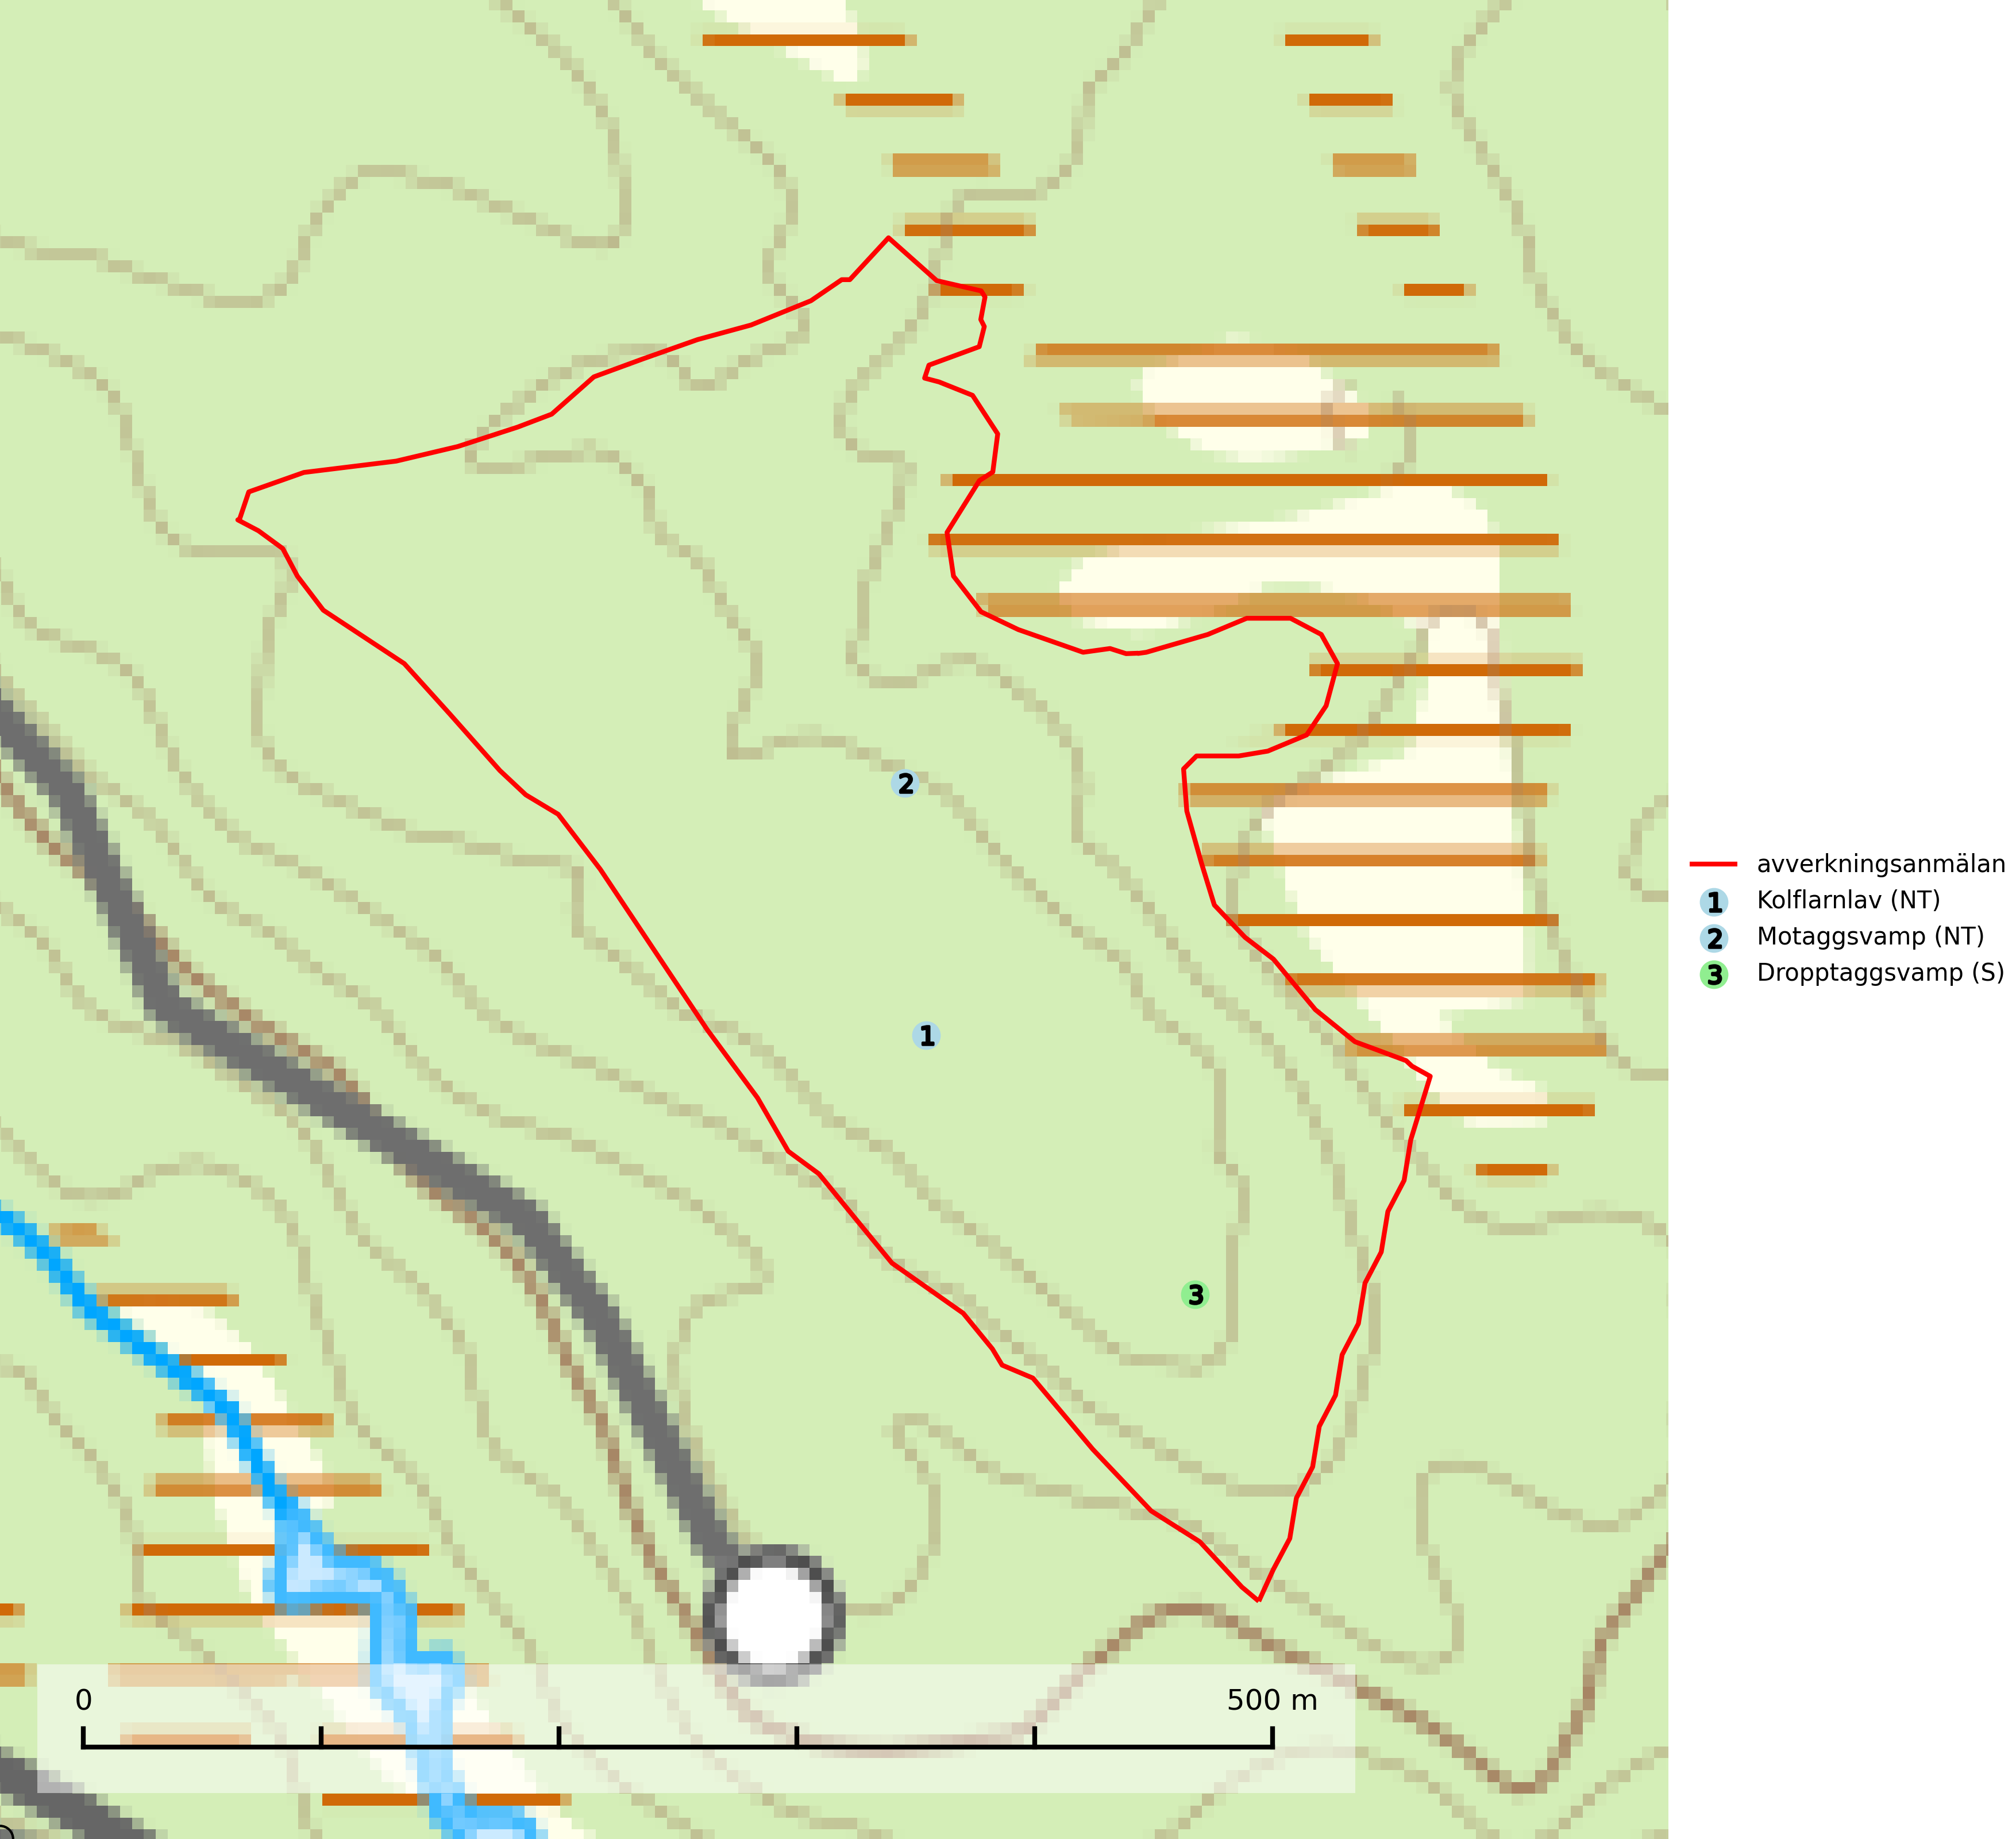 2
1
3
avverkningsanmälan
1 Kolflarnlav (NT)
2 Motaggsvamp (NT)
3 Dropptaggsvamp (S)
0 500 m